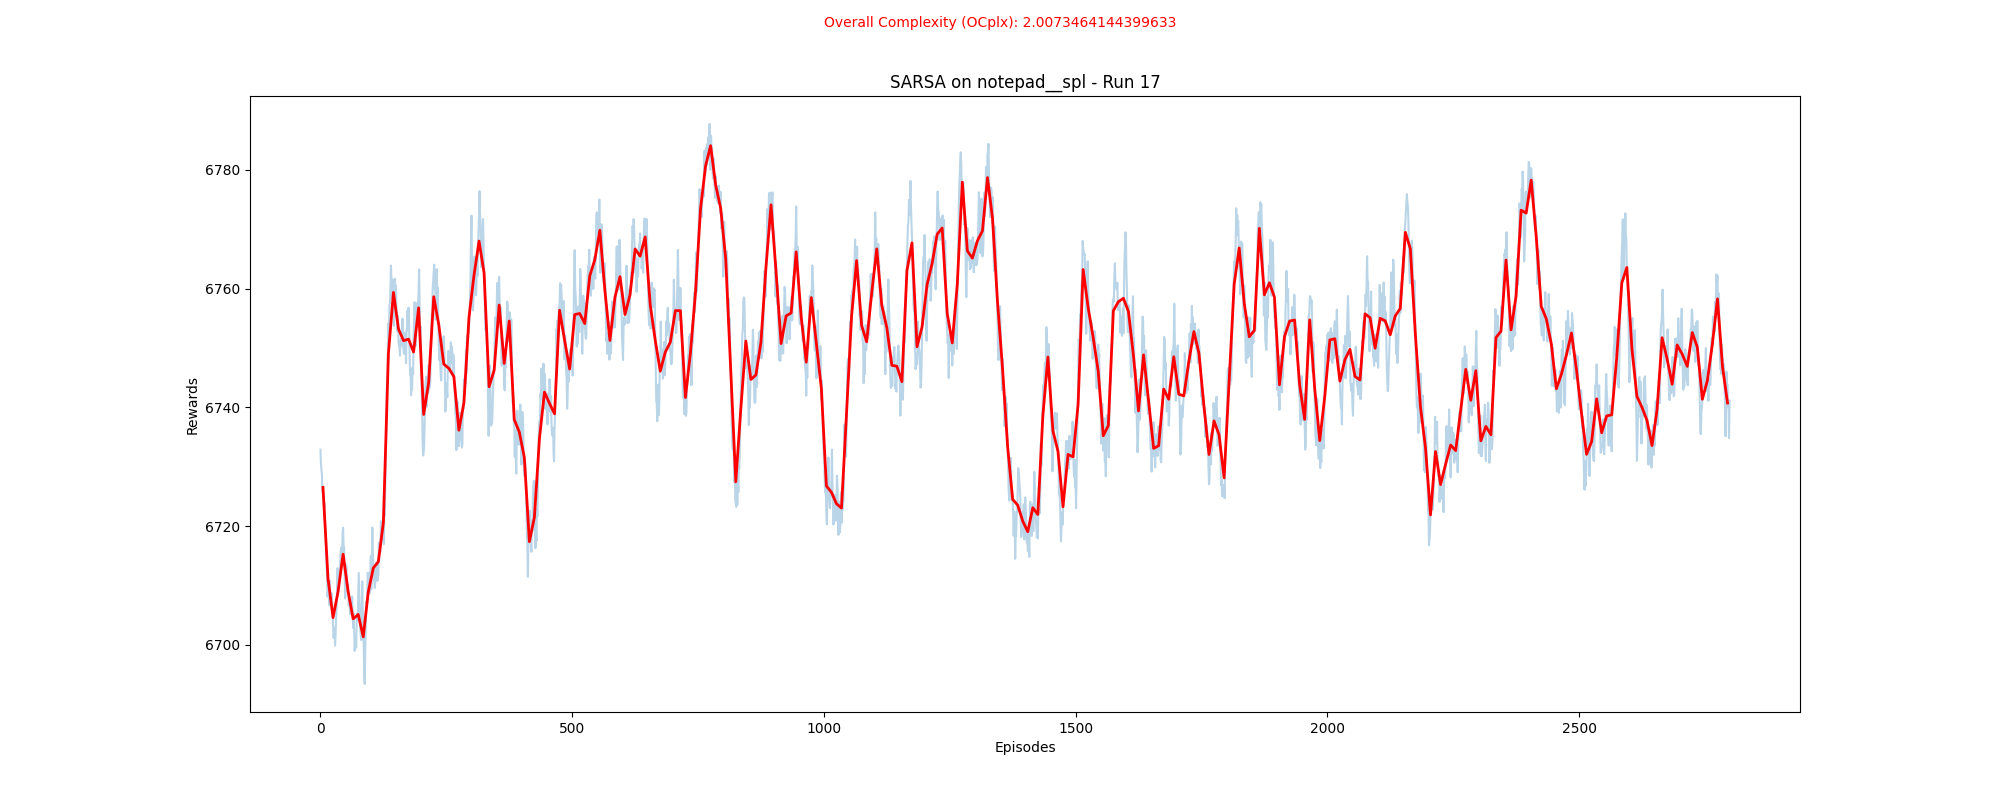 Overall Complexity (OCplx): 2.0073464144399633
SARSA on notepad__spl - Run 17
6780
6760
6740
6720
6700
Rewards
0 500 1000 1500 2000 2500
Episodes